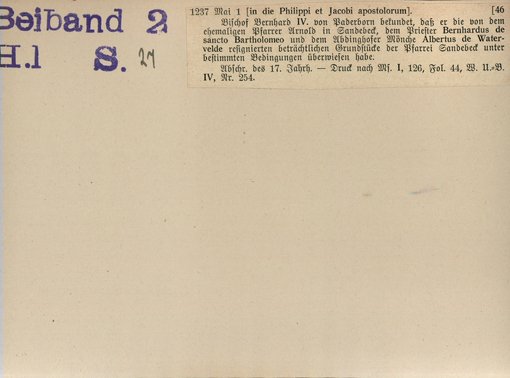 Beiband 2
H.1 S. 27
1237 Mai 1 [in die Philippi et Jacobi apostolorum]. [46
Bischof Bernhard IV. von Paderborn bekundet, daß er die von dem
ehemaligen Pfarrer Arnold in Sandebeck, dem Priester Bernhardus de
sancto Bartholomeo und dem Abdinghofer Mönche Albertus de Water-
velde resignierten beträchtlichen Grundstücke der Pfarrei Sandebeck unter
bestimmten Bedingungen überwiesen habe.
Abschr. des 17. Jahrh. — Druck nach Ms. I, 126, Fol. 44, W. U.-B.
IV, Nr. 254.